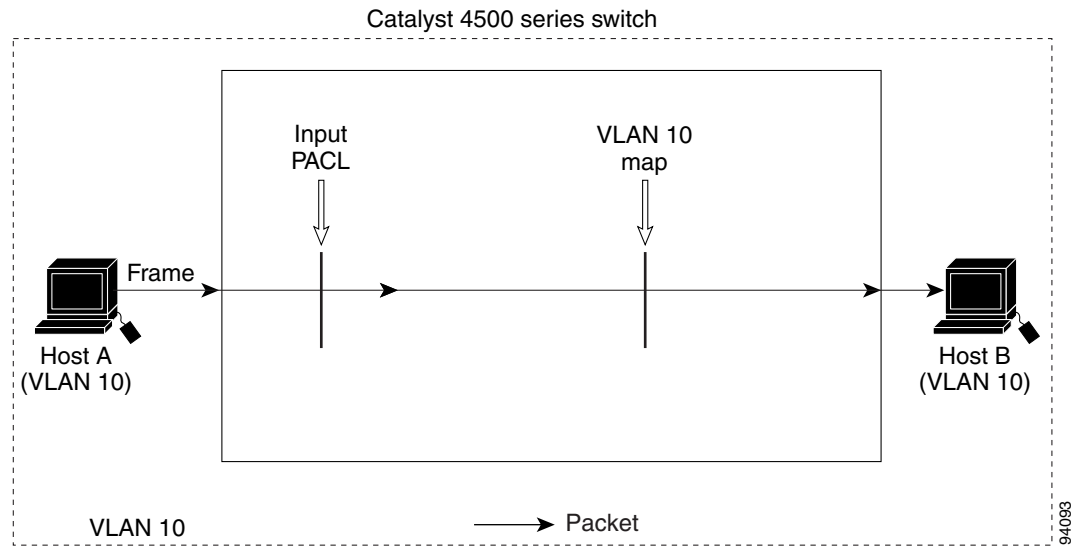 Catalyst 4500 series switch
Input
PACL
VLAN 10
map
Frame
Host A
(VLAN 10)
Host B
(VLAN 10)
VLAN 10
Packet
94093